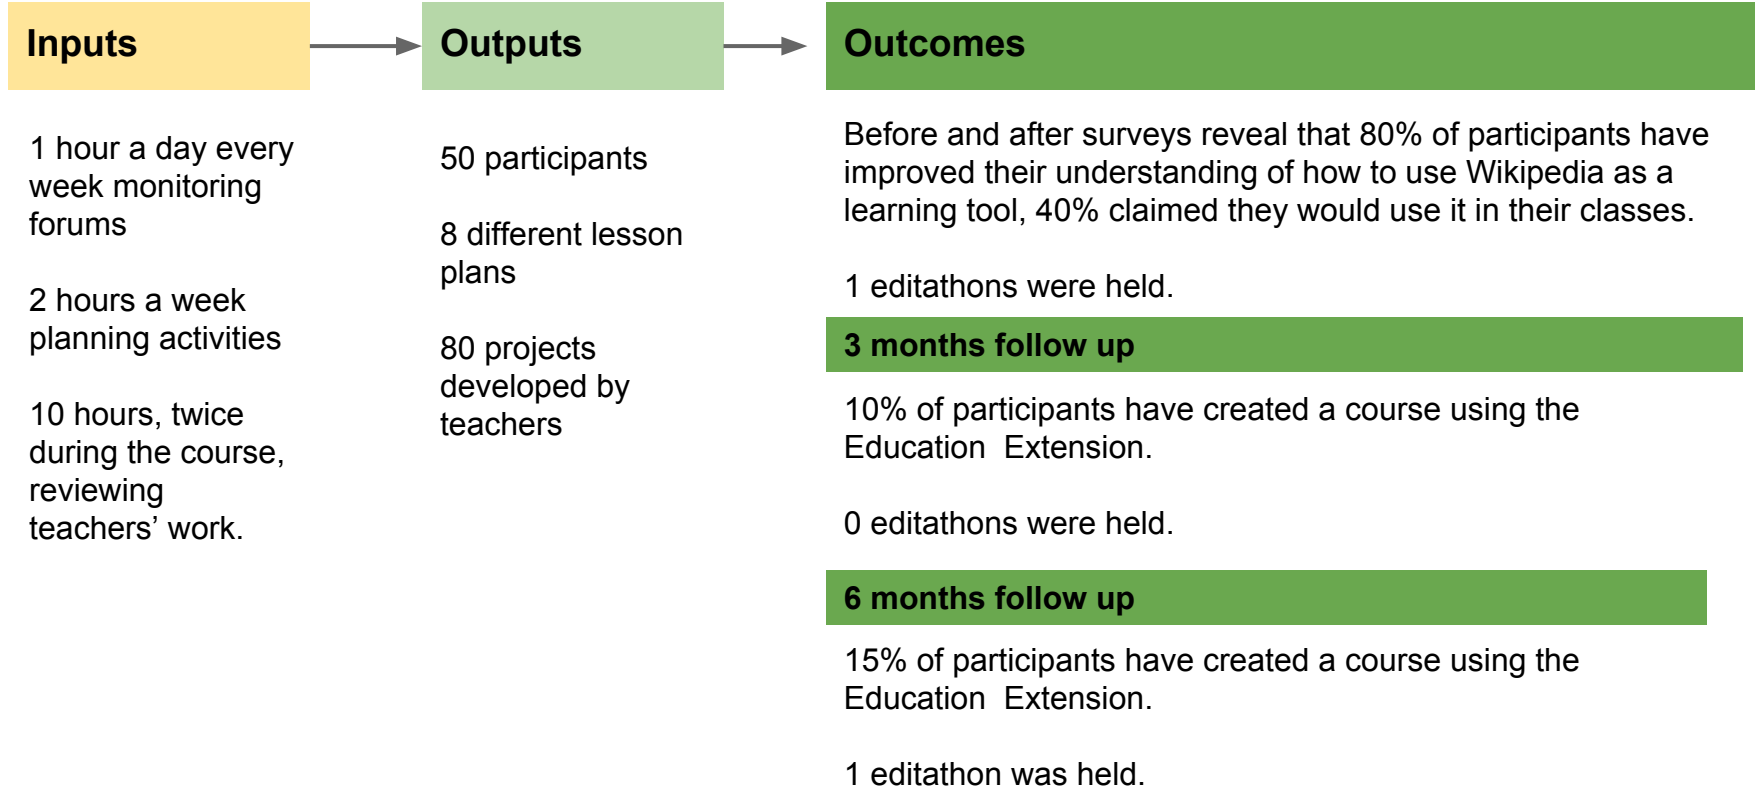 Inputs
1 hour a day every
week monitoring
forums
2 hours a week
planning activities
10 hours, twice
during the course,
reviewing
teachers’ work.
Outputs
50 participants
8 different lesson
plans
80 projects
developed by
teachers
Outcomes
Before and after surveys reveal that 80% of participants have
improved their understanding of how to use Wikipedia as a
learning tool, 40% claimed they would use it in their classes.
1 editathons were held.
3 months follow up
10% of participants have created a course using the
Education  Extension.
0 editathons were held.
6 months follow up
15% of participants have created a course using the
Education  Extension.
1 editathon was held.